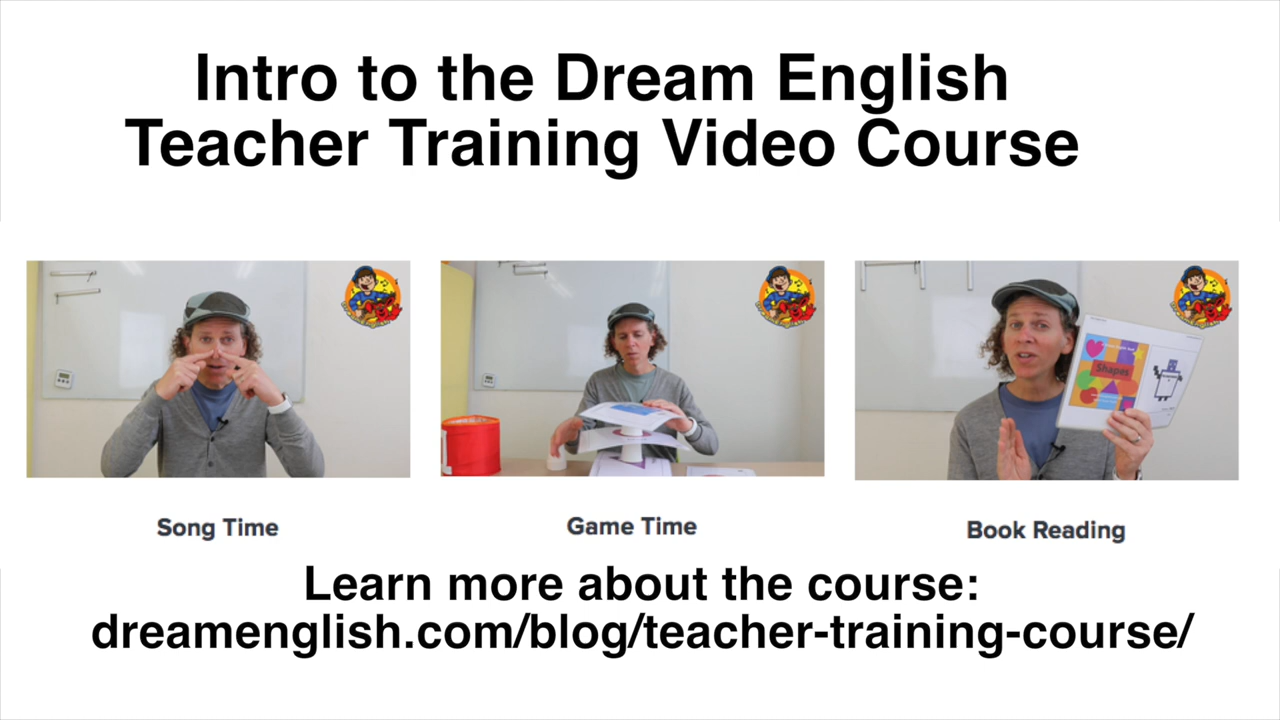 Intro to the Dream English
Teacher Training Video Course
Shapes
Song Time
Game Time
Book Reading
Learn more about the course:
dreamenglish.com/blog/teacher-training-course/